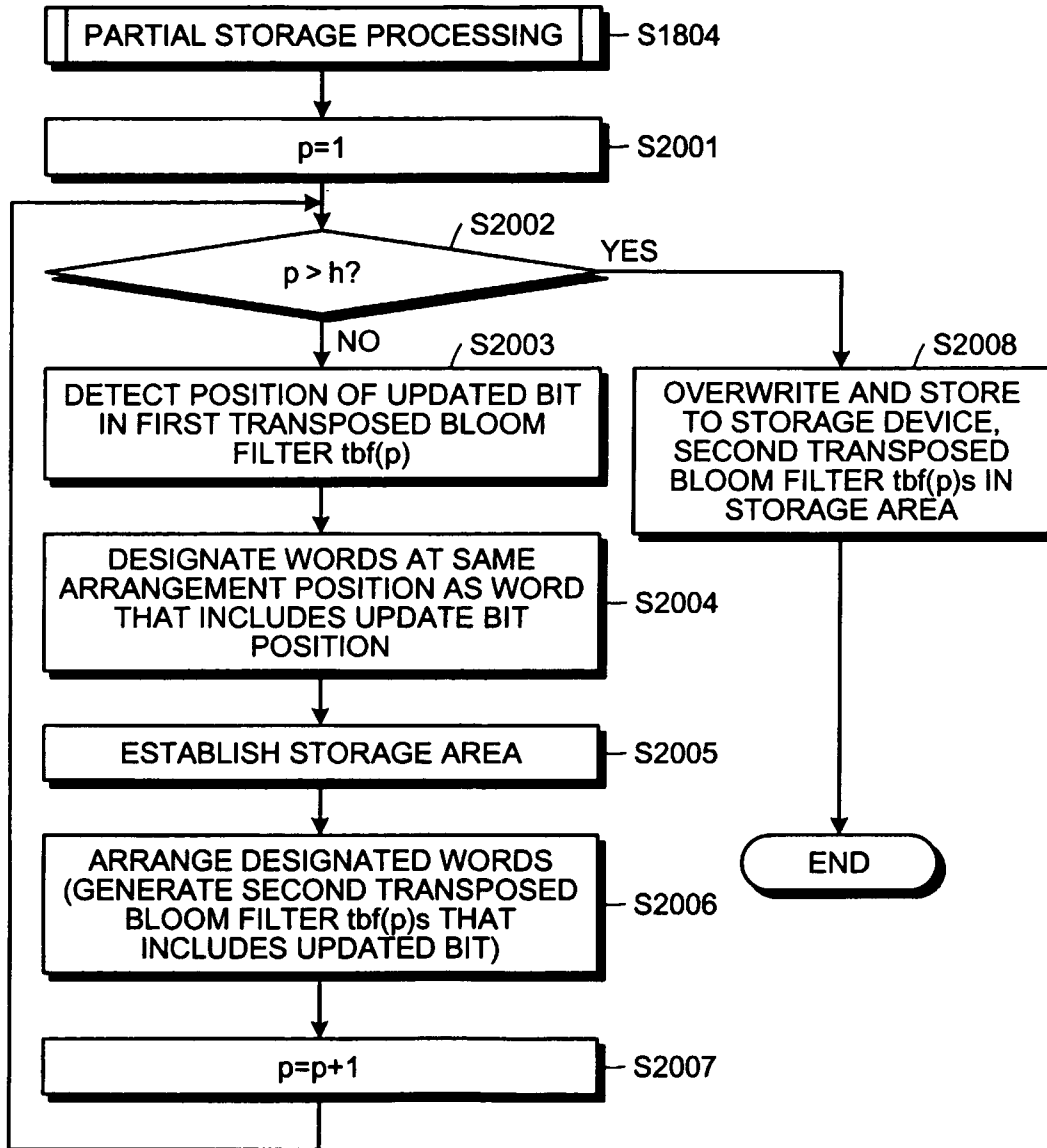 PARTIAL STORAGE PROCESSING
S1804
p=1
S2001
S2002
p > h?
YES
NO
S2003
DETECT POSITION OF UPDATED BIT
IN FIRST TRANSPOSED BLOOM
FILTER tbf(p)
S2008
OVERWRITE AND STORE
TO STORAGE DEVICE,
SECOND TRANSPOSED
BLOOM FILTER tbf(p)s IN
STORAGE AREA
DESIGNATE WORDS AT SAME
ARRANGEMENT POSITION AS WORD
THAT INCLUDES UPDATE BIT
POSITION
S2004
ESTABLISH STORAGE AREA
S2005
ARRANGE DESIGNATED WORDS
(GENERATE SECOND TRANSPOSED
BLOOM FILTER tbf(p)s THAT
INCLUDES UPDATED BIT)
S2006
END
p=p+1
S2007